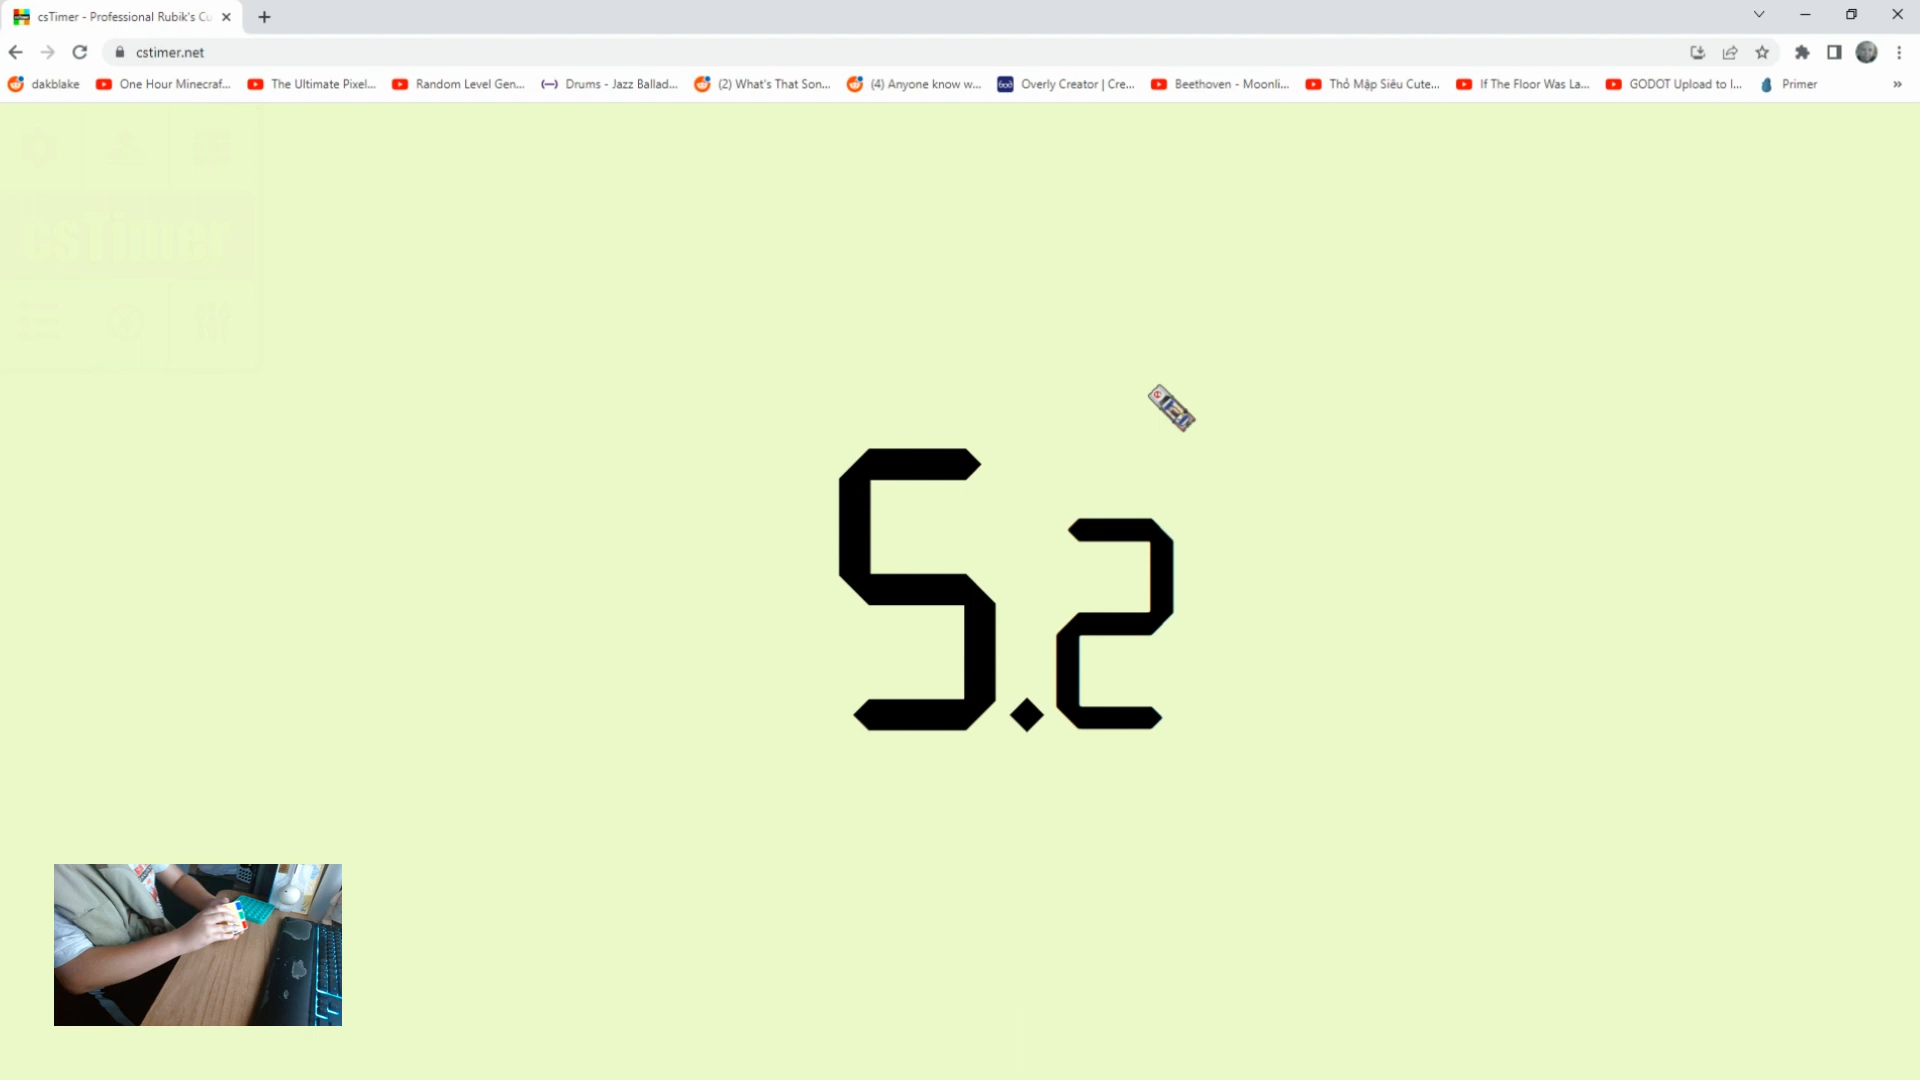 csTimer - Professional Rubik's Cu
cstimer.net
dakblake
One Hour Minecraf...
The Ultimate Pixel...
Random Level Gen...
Drums - Jazz Ballad...
(2) What's That Son...
(4) Anyone know w...
Overly Creator | Cre...
Beethoven - Moonli...
Thỏ Mập Siêu Cute...
If The Floor Was La...
GODOT Upload to I...
Primer
csTimer
5.2